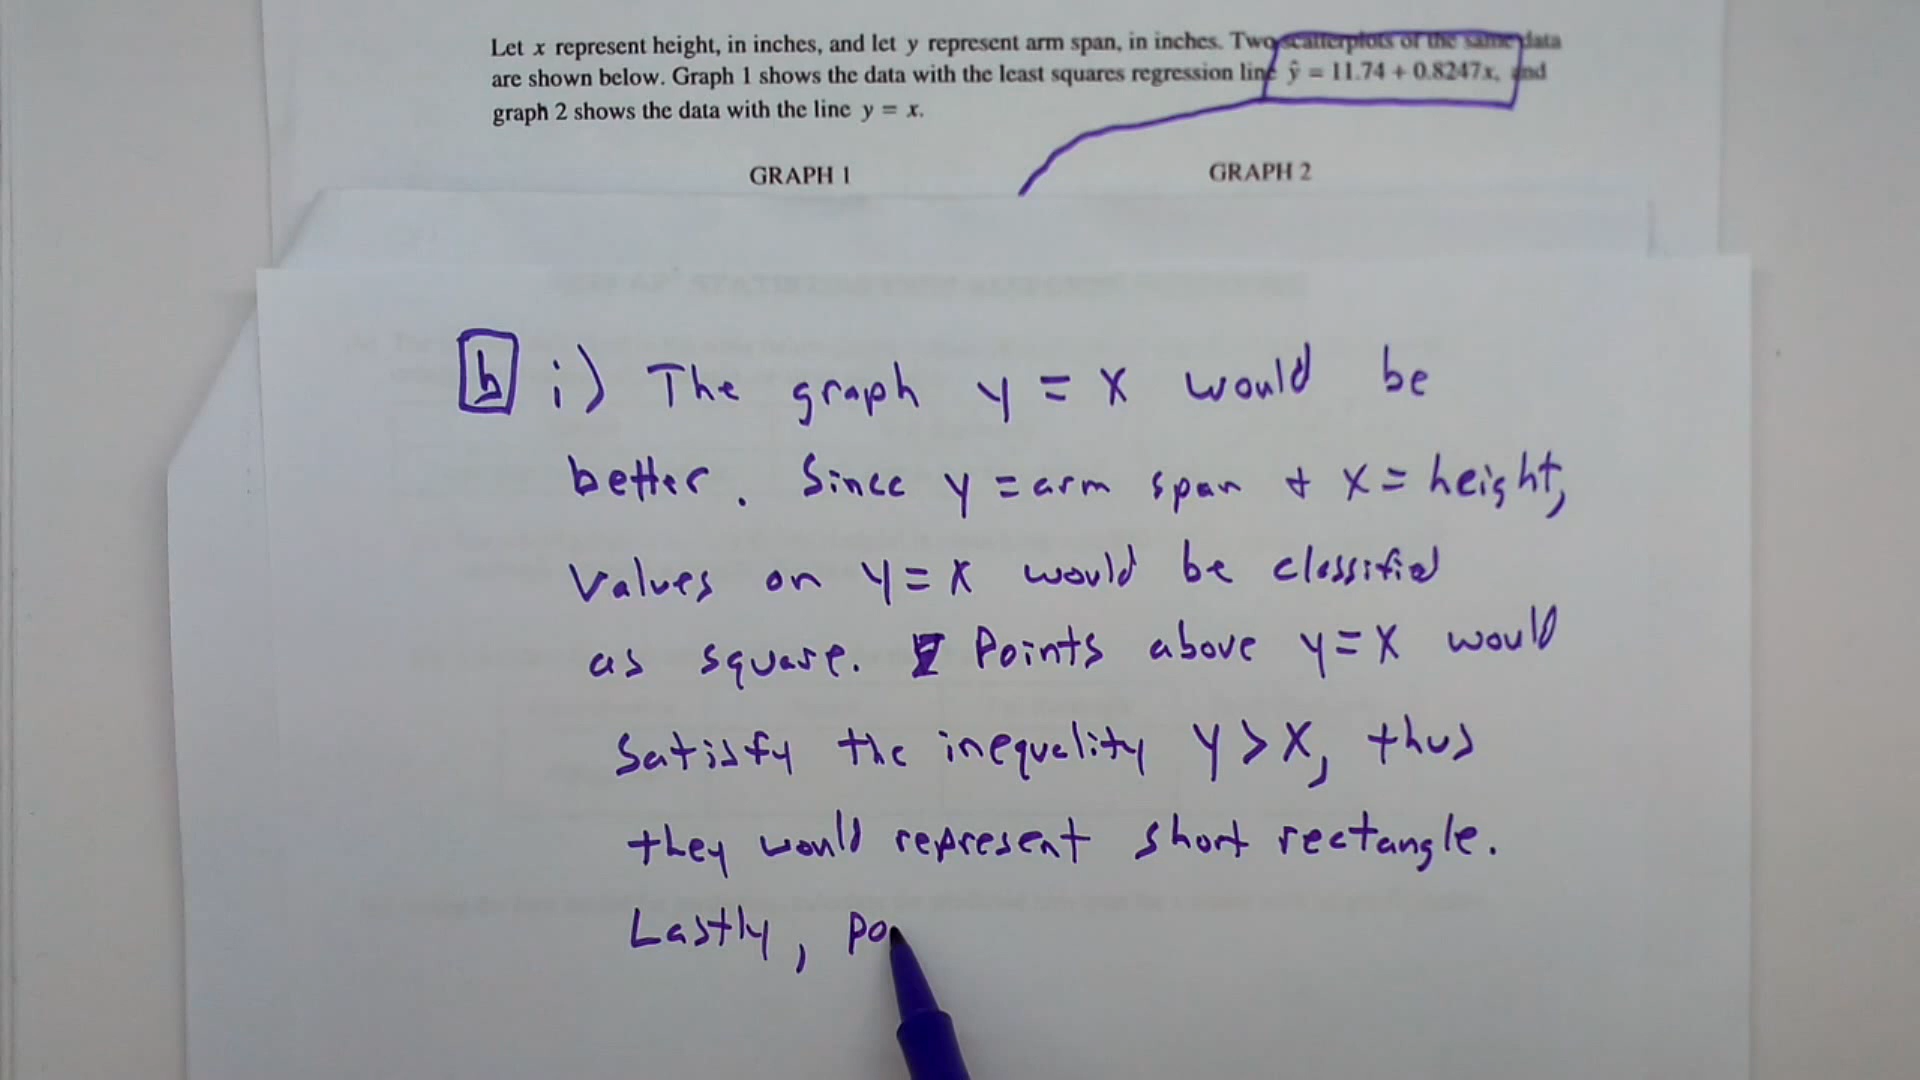 Let x represent height, in inches, and let y represent arm span, in inches. Two scatterplots of the same data
are shown below. Graph 1 shows the data with the least squares regression line ŷ = 11.74 + 0.8247x, and
graph 2 shows the data with the line y = x.
GRAPH 1 GRAPH 2
b i) The graph y = x would be
better. Since y = arm span + x = height,
values on y = x would be classified
as square. Points above y = x would
satisfy the inequality y > x, thus
they would represent short rectangle.
Lastly, po